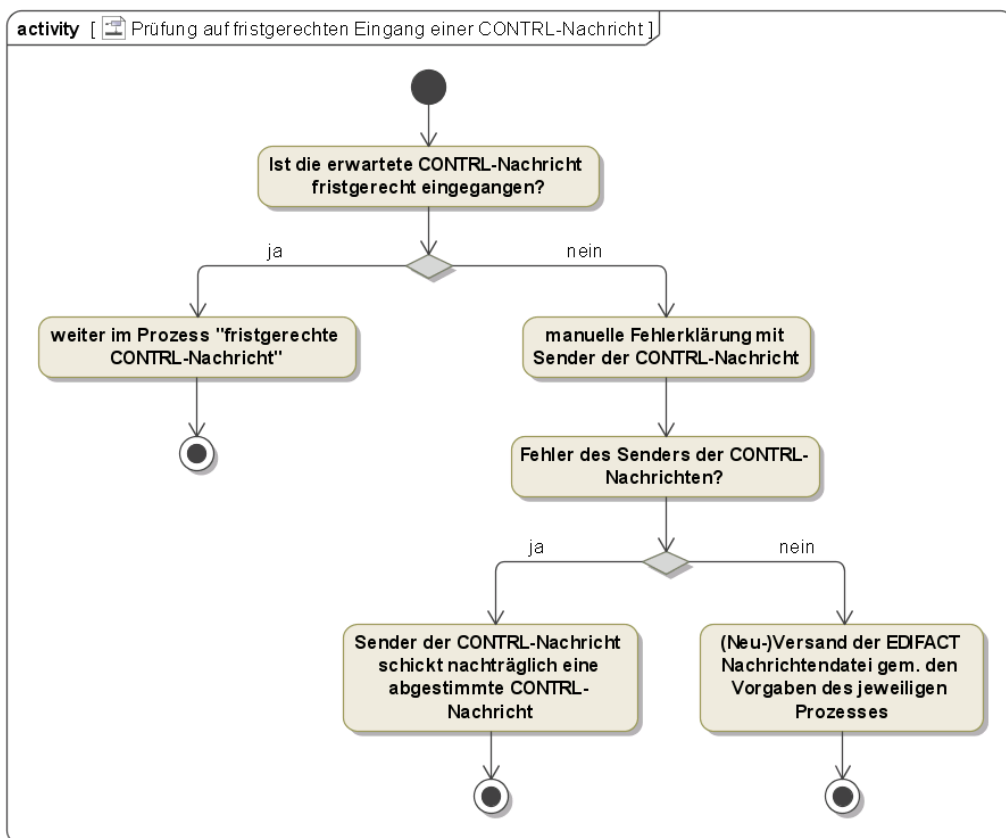 activity [ Prüfung auf fristgerechten Eingang einer CONTRL-Nachricht ]
Ist die erwartete CONTRL-Nachricht
fristgerecht eingegangen?
ja
nein
weiter im Prozess "fristgerechte
CONTRL-Nachricht"
manuelle Fehlerklärung mit
Sender der CONTRL-Nachricht
Fehler des Senders der CONTRL-
Nachrichten?
ja
nein
Sender der CONTRL-Nachricht
schickt nachträglich eine
abgestimmte CONTRL-
Nachricht
(Neu-)Versand der EDIFACT
Nachrichtendatei gem. den
Vorgaben des jeweiligen
Prozesses